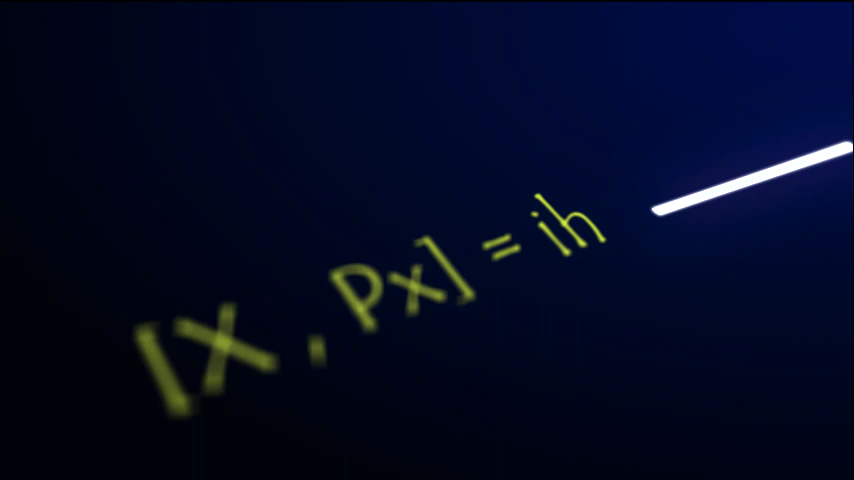 [X, Px] = ih